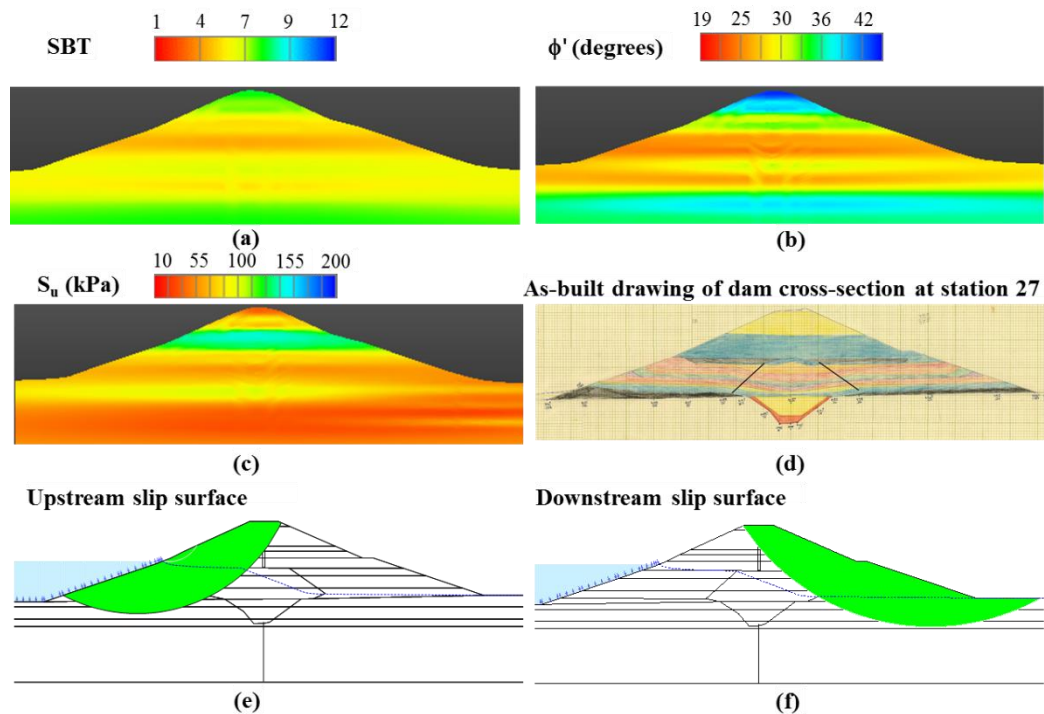 1 4 7 9 12
SBT
(a)
19 25 30 36 42
ϕ' (degrees)
(b)
10 55 100 155 200
Sᵤ (kPa)
(c)
As-built drawing of dam cross-section at station 27
(d)
Upstream slip surface
(e)
Downstream slip surface
(f)